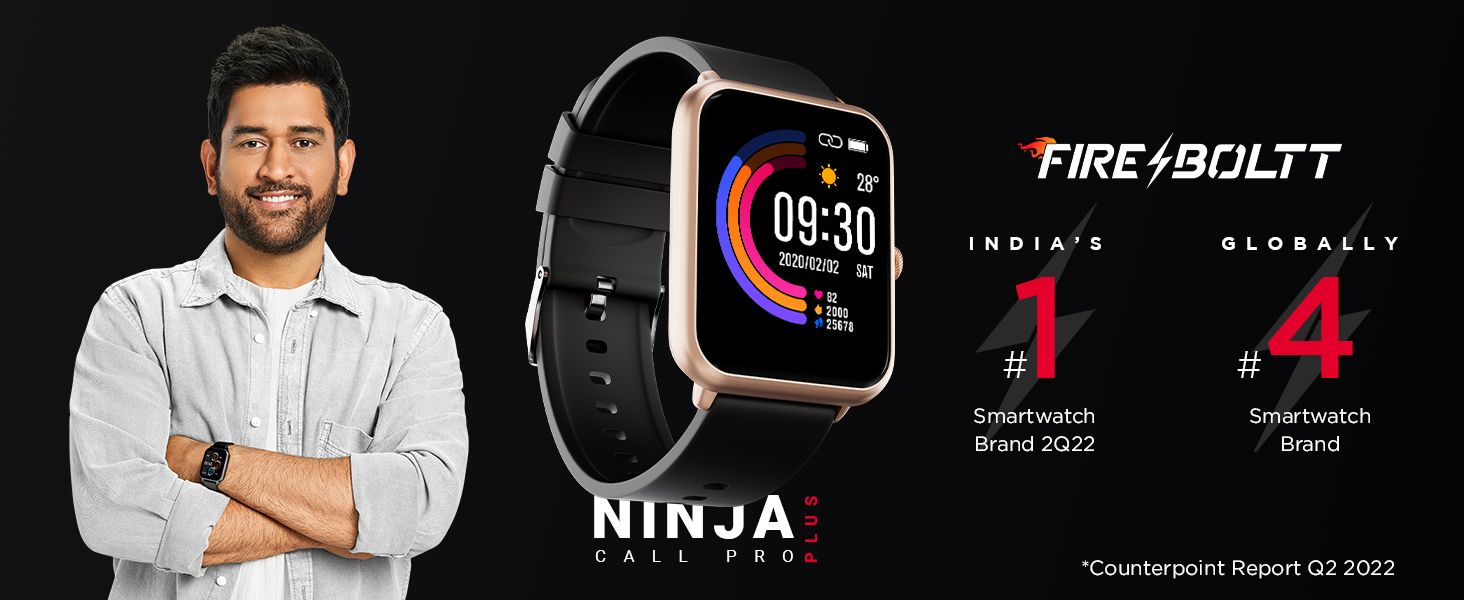 09:30
28°
2020/02/02 SAT
82
2000
25678
NINJA
CALL PRO
PLUS
FIRE BOLTT
INDIA'S
#1
Smartwatch
Brand 2Q22
GLOBALLY
#4
Smartwatch
Brand
*Counterpoint Report Q2 2022